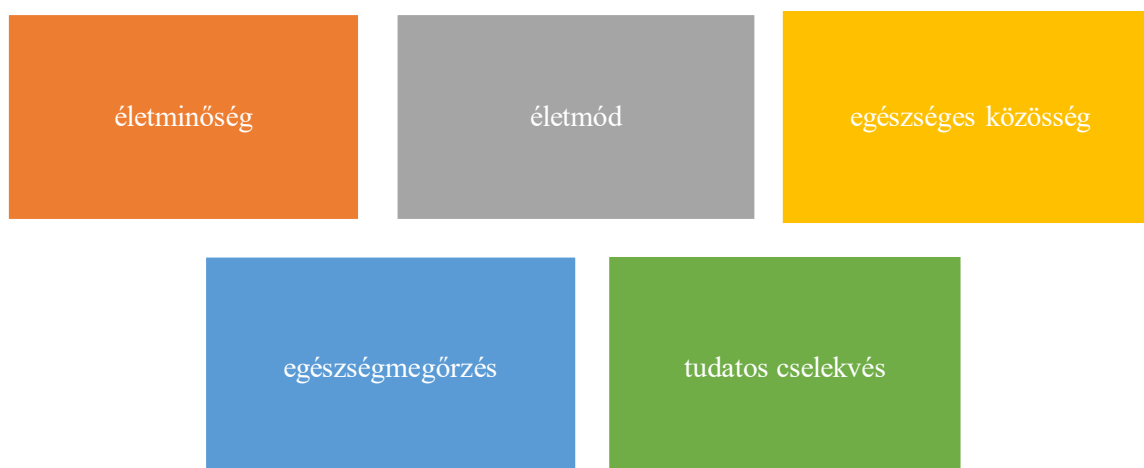 életminőség
életmód
egészséges közösség
egészségmegőrzés
tudatos cselekvés